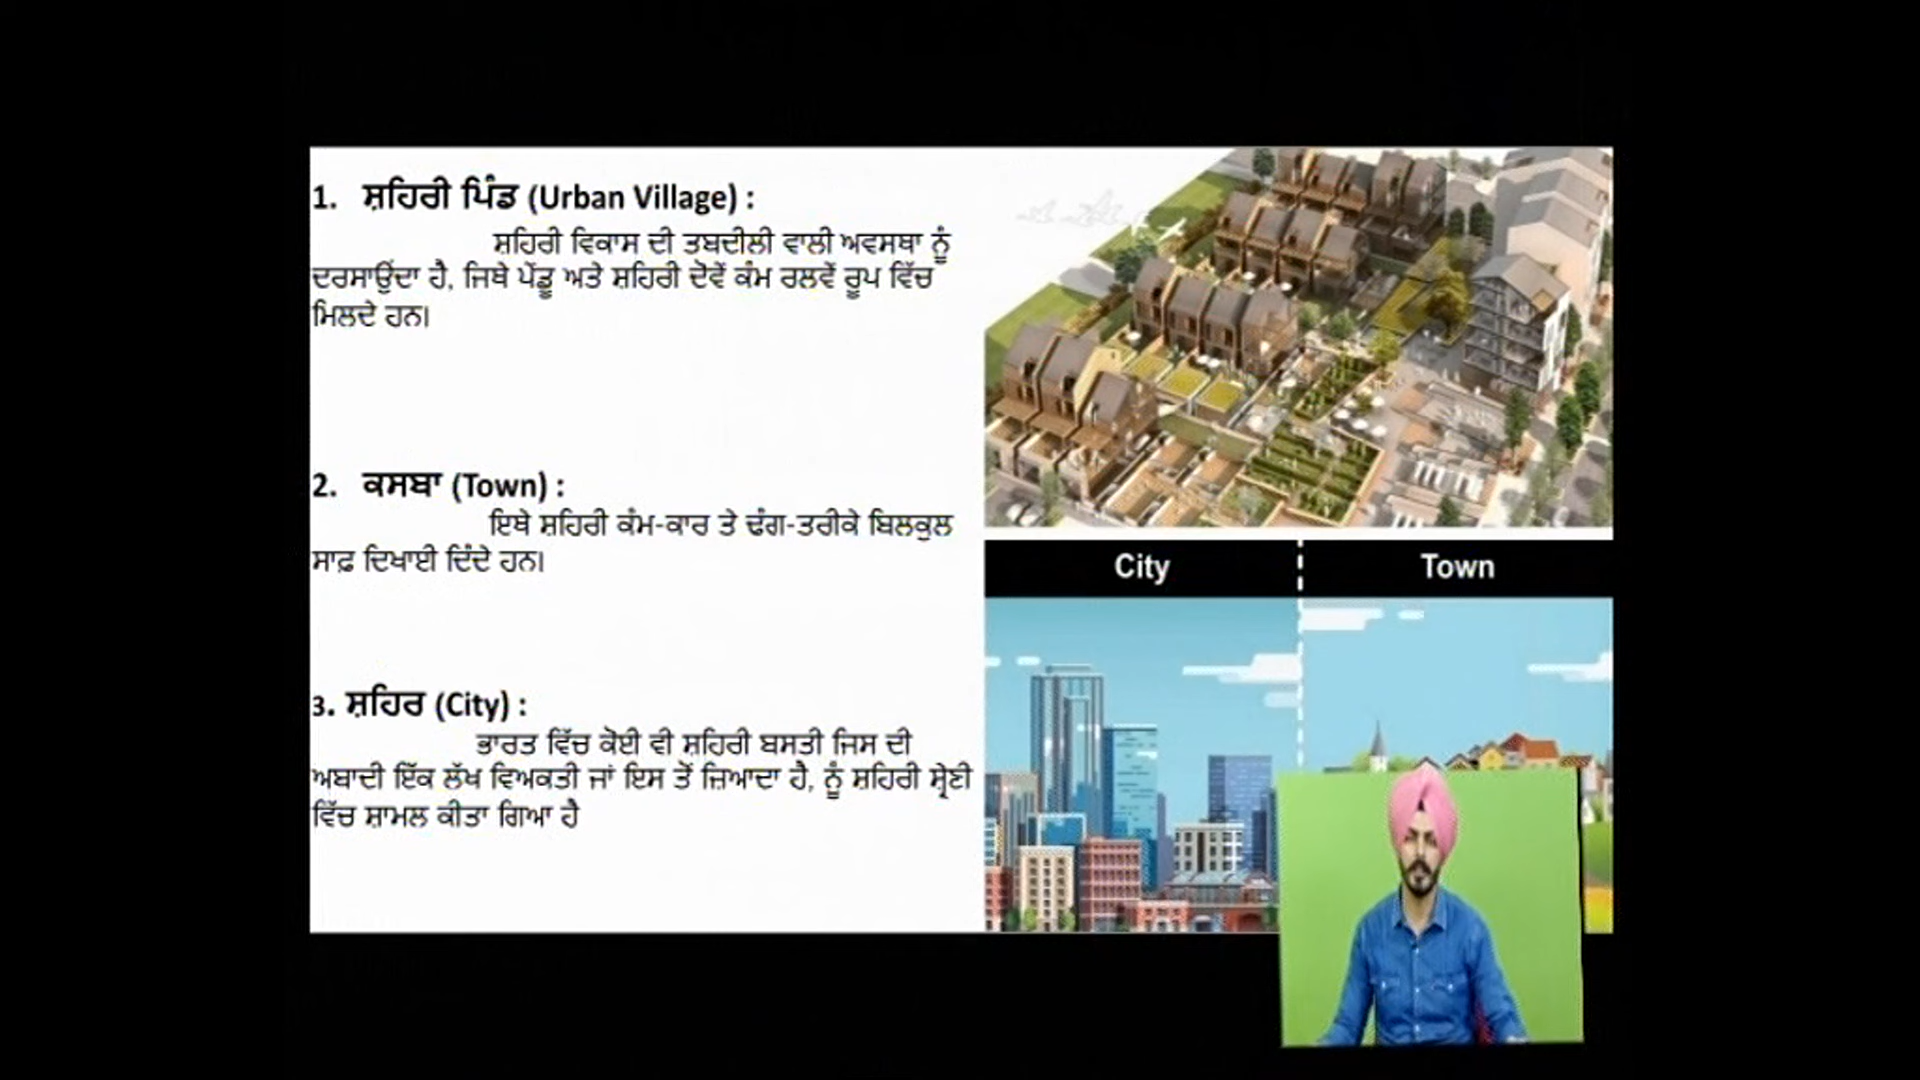 1. ਸ਼ਹਿਰੀ ਪਿੰਡ (Urban Village) :
ਸ਼ਹਿਰੀ ਵਿਕਾਸ ਦੀ ਤਬਦੀਲੀ ਵਾਲੀ ਅਵਸਥਾ ਨੂੰ
ਦਰਸਾਉਂਦਾ ਹੈ, ਜਿਥੇ ਪੇਂਡੂ ਅਤੇ ਸ਼ਹਿਰੀ ਦੋਵੇਂ ਕੰਮ ਰਲਵੇਂ ਰੂਪ ਵਿੱਚ
ਮਿਲਦੇ ਹਨ।
2. ਕਸਬਾ (Town) :
ਇਥੇ ਸ਼ਹਿਰੀ ਕੰਮ-ਕਾਰ ਤੇ ਢੰਗ-ਤਰੀਕੇ ਬਿਲਕੁਲ
ਸਾਫ਼ ਦਿਖਾਈ ਦਿੰਦੇ ਹਨ।
3. ਸ਼ਹਿਰ (City) :
ਭਾਰਤ ਵਿੱਚ ਕੋਈ ਵੀ ਸ਼ਹਿਰੀ ਬਸਤੀ ਜਿਸ ਦੀ
ਅਬਾਦੀ ਇੱਕ ਲੱਖ ਵਿਅਕਤੀ ਜਾਂ ਇਸ ਤੋਂ ਜ਼ਿਆਦਾ ਹੈ, ਨੂੰ ਸ਼ਹਿਰੀ ਸ਼੍ਰੇਣੀ
ਵਿੱਚ ਸ਼ਾਮਲ ਕੀਤਾ ਗਿਆ ਹੈ
City
Town